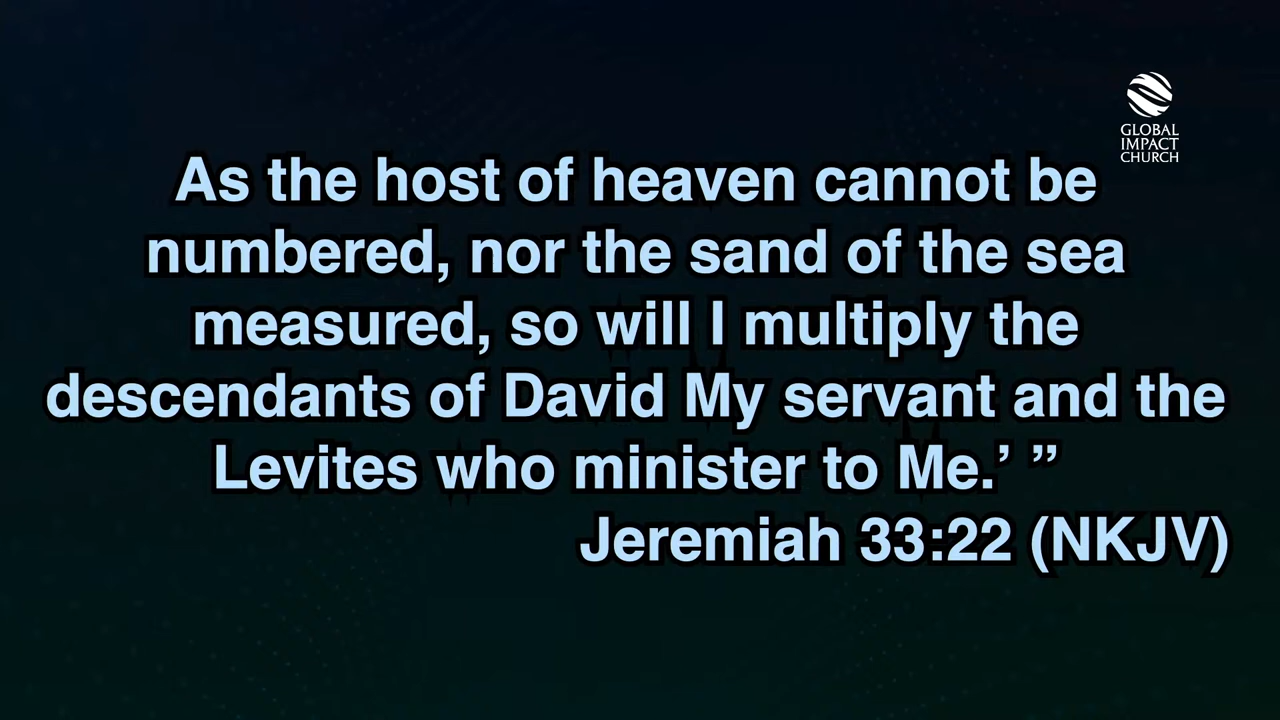 GLOBAL
IMPACT
CHURCH
As the host of heaven cannot be
numbered, nor the sand of the sea
measured, so will I multiply the
descendants of David My servant and the
Levites who minister to Me.’ ”
Jeremiah 33:22 (NKJV)